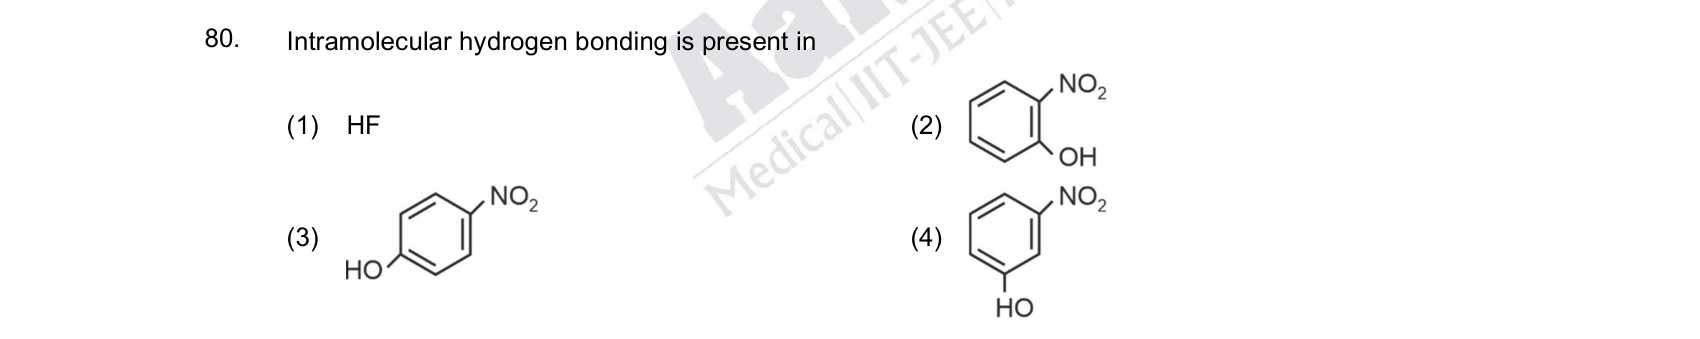 80. Intramolecular hydrogen bonding is present in
(1) HF
(2) NO₂
OH
(3) NO₂
HO
(4) NO₂
HO
Medical|IIT-JEE